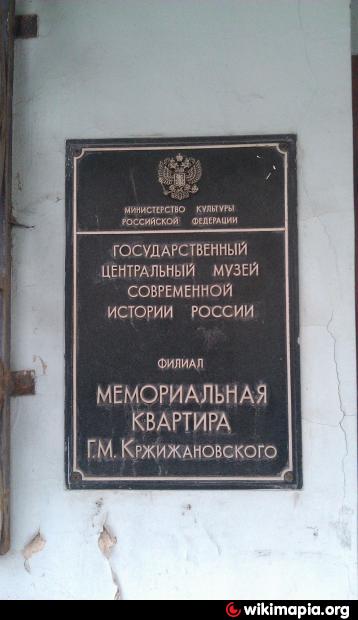 МИНИСТЕРСТВО КУЛЬТУРЫ
РОССИЙСКОЙ ФЕДЕРАЦИИ
ГОСУДАРСТВЕННЫЙ
ЦЕНТРАЛЬНЫЙ МУЗЕЙ
СОВРЕМЕННОЙ
ИСТОРИИ РОССИИ
ФИЛИАЛ
МЕМОРИАЛЬНАЯ
КВАРТИРА
Г.М. КРЖИЖАНОВСКОГО
wikimapia.org